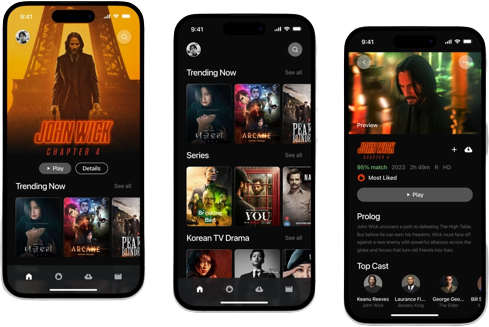 9:41
JOHN WICK
CHAPTER 4
Play
Details
Trending Now
See all
더 글로리
ARCANE
PEAKY
BLINDERS
9:41
Trending Now
See all
더 글로리
ARCANE
PEAKY
BLINDERS
Series
See all
Breaking
Bad
YOU
Korean TV Drama
See all
9:41
Preview
JOHN WICK
CHAPTER 4
95% match 2023 2h 49m R HD
Most Liked
Play
Prolog
John Wick uncovers a path to defeating The High Table.
But before he can earn his freedom, Wick must face off
against a new enemy with powerful alliances across the
globe and forces that turn old friends into foes.
Top Cast
Keanu Reeves
Laurance Fi...
George Geo...
Bill S
John Wick
Bowery King